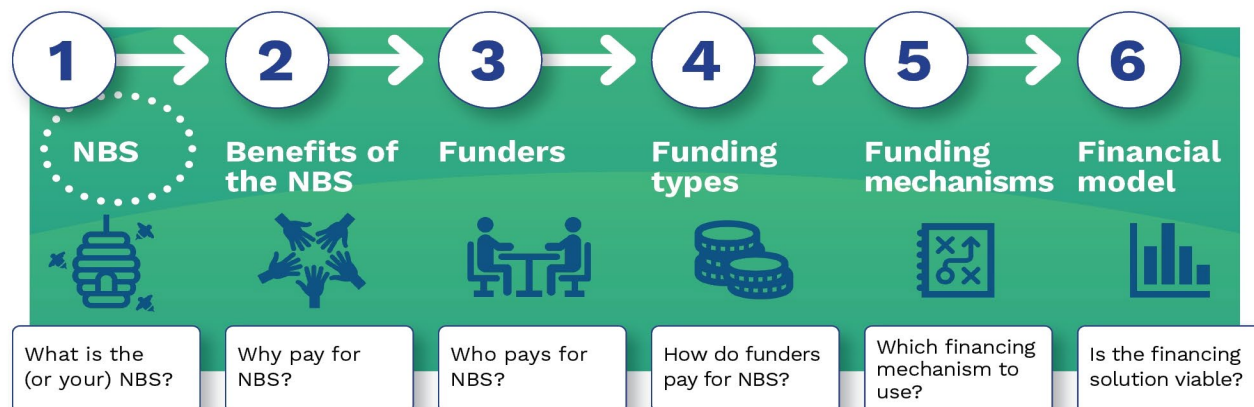 1
2
3
4
5
6
NBS
Benefits of
the NBS
Funders
Funding
types
Funding
mechanisms
Financial
model
What is the
(or your) NBS?
Why pay for
NBS?
Who pays for
NBS?
How do funders
pay for NBS?
Which financing
mechanism to
use?
Is the financing
solution viable?